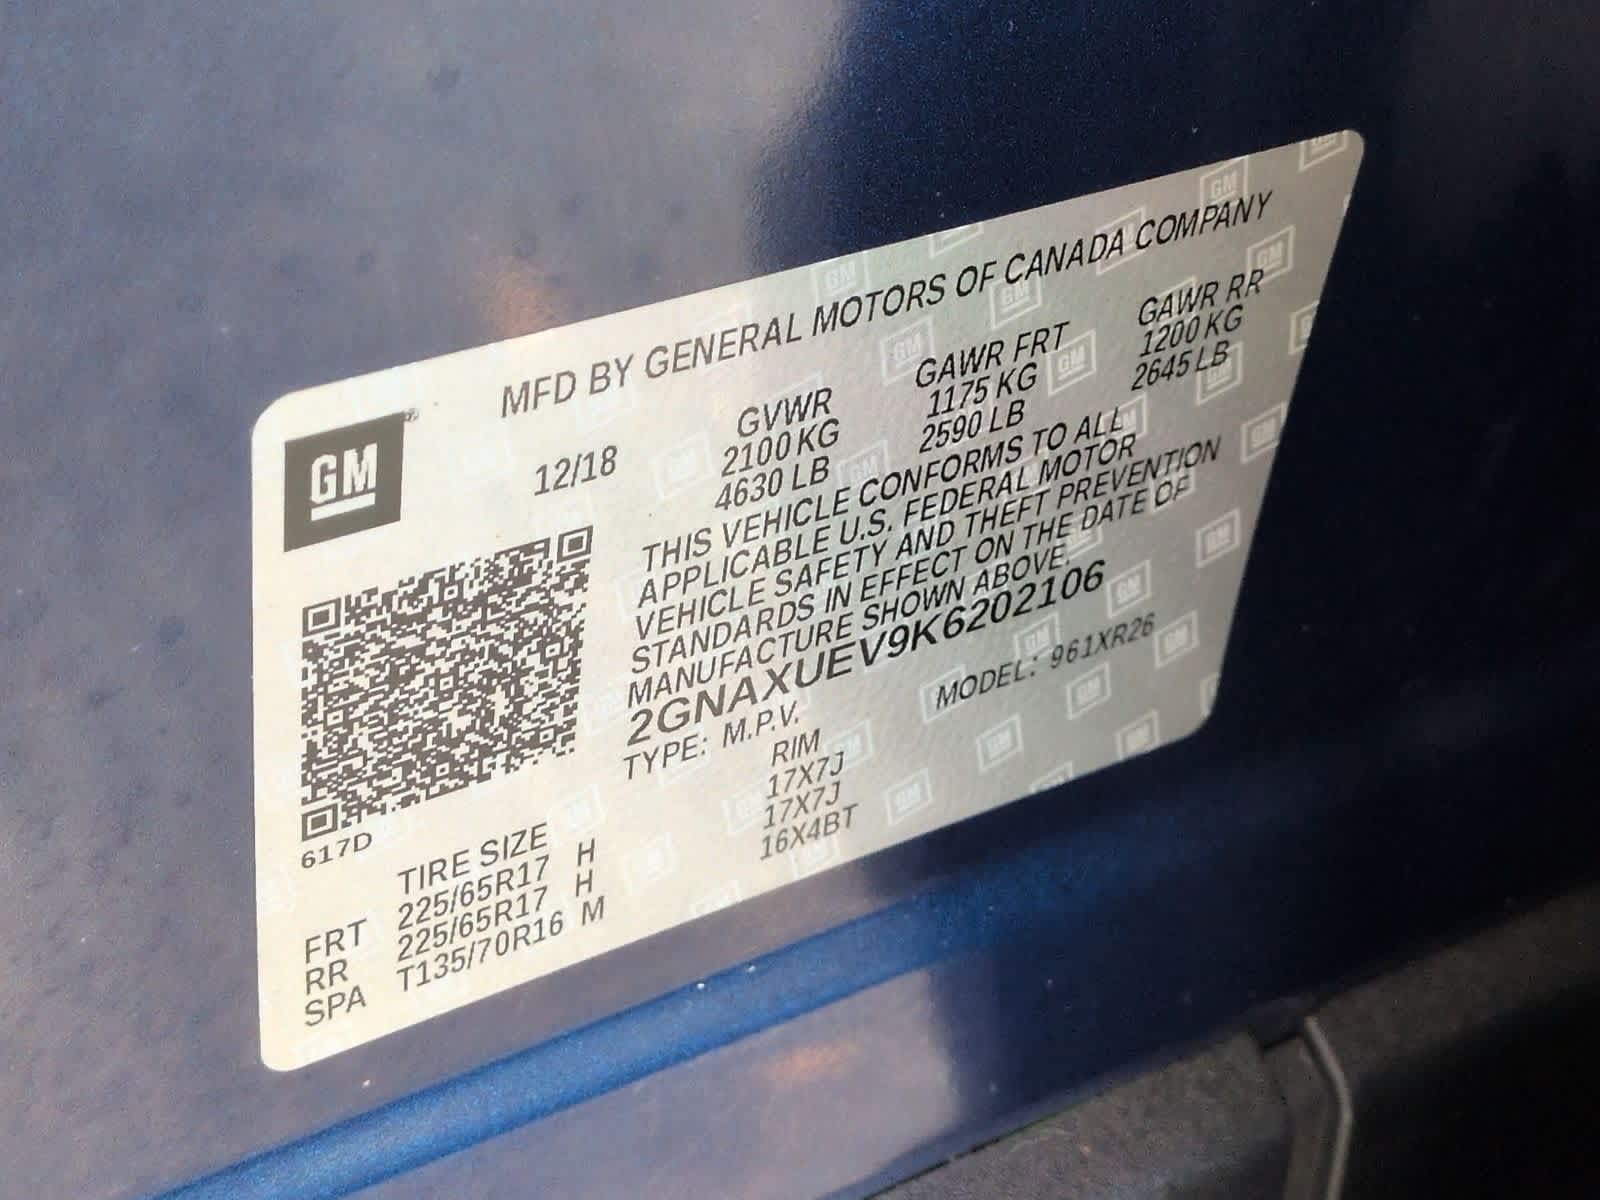 MFD BY GENERAL MOTORS OF CANADA COMPANY
GM®
12/18 GVWR GAWR FRT GAWR RR
2100 KG 1175 KG 1200 KG
4630 LB 2590 LB 2645 LB
THIS VEHICLE CONFORMS TO ALL
APPLICABLE U.S. FEDERAL MOTOR
VEHICLE SAFETY AND THEFT PREVENTION
STANDARDS IN EFFECT ON THE DATE OF
MANUFACTURE SHOWN ABOVE.
2GNAXUEV9K6202106
TYPE: M.P.V. MODEL: 961XR26
617D
TIRE SIZE RIM
FRT 225/65R17 H 17X7J
RR 225/65R17 H 17X7J
SPA T135/70R16 M 16X4BT